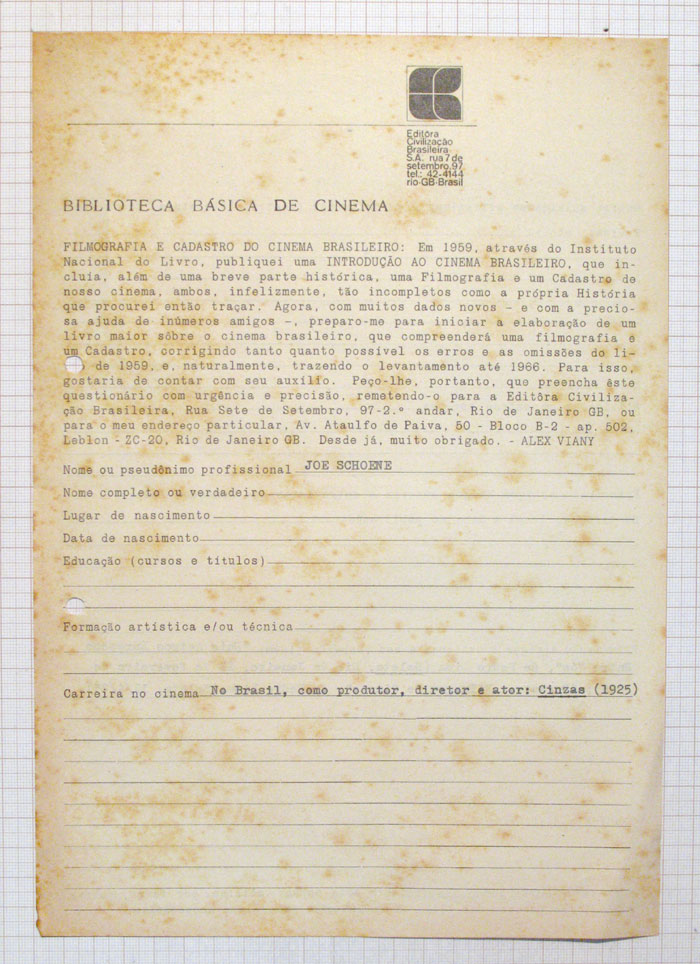 Editôra
Civilização
Brasileira
S.A. rua 7 de
setembro, 97
tel.: 42-4144
rio·GB·Brasil
BIBLIOTECA BÁSICA DE CINEMA
FILMOGRAFIA E CADASTRO DO CINEMA BRASILEIRO: Em 1959, através do Instituto
Nacional do Livro, publiquei uma INTRODUÇÃO AO CINEMA BRASILEIRO, que in-
cluía, além de uma breve parte histórica, uma Filmografia e um Cadastro de
nosso cinema, ambos, infelizmente, tão incompletos como a própria História
que procurei então traçar. Agora, com muitos dados novos - e com a precio-
sa ajuda de inúmeros amigos -, preparo-me para iniciar a elaboração de um
livro maior sôbre o cinema brasileiro, que compreenderá uma filmografia e
um Cadastro, corrigindo tanto quanto possível os erros e as omissões do li-
o de 1959, e, naturalmente, trazendo o levantamento até 1966. Para isso,
gostaria de contar com seu auxílio. Peço-lhe, portanto, que preencha êste
questionário com urgência e precisão, remetendo-o para a Editôra Civiliza-
ção Brasileira, Rua Sete de Setembro, 97-2.º andar, Rio de Janeiro GB, ou
para o meu endereço particular, Av. Ataulfo de Paiva, 50 - Bloco B-2 - ap. 502,
Leblon - ZC-20, Rio de Janeiro GB. Desde já, muito obrigado. - ALEX VIANY
Nome ou pseudônimo profissional JOE SCHOENE
Nome completo ou verdadeiro
Lugar de nascimento
Data de nascimento
Educação (cursos e títulos)
Formação artística e/ou técnica
Carreira no cinema No Brasil, como produtor, diretor e ator: Cinzas (1925)